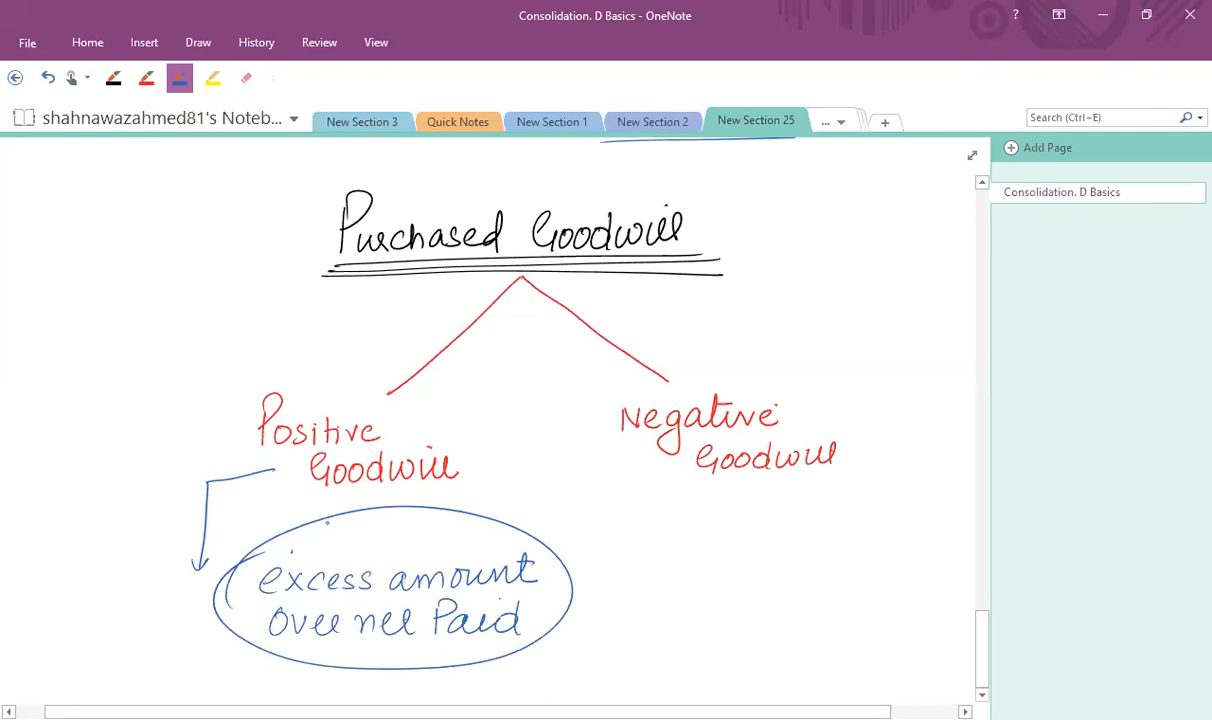 Consolidation. D Basics - OneNote
?
File Home Insert Draw History Review View
shahnawazahmed81's Noteb... New Section 3 Quick Notes New Section 1 New Section 2 New Section 25 ... Search (Ctrl+E)
Add Page
Consolidation. D Basics
Purchased Goodwill
Positive
Goodwill
Negative
Goodwill
excess amount
over net Paid